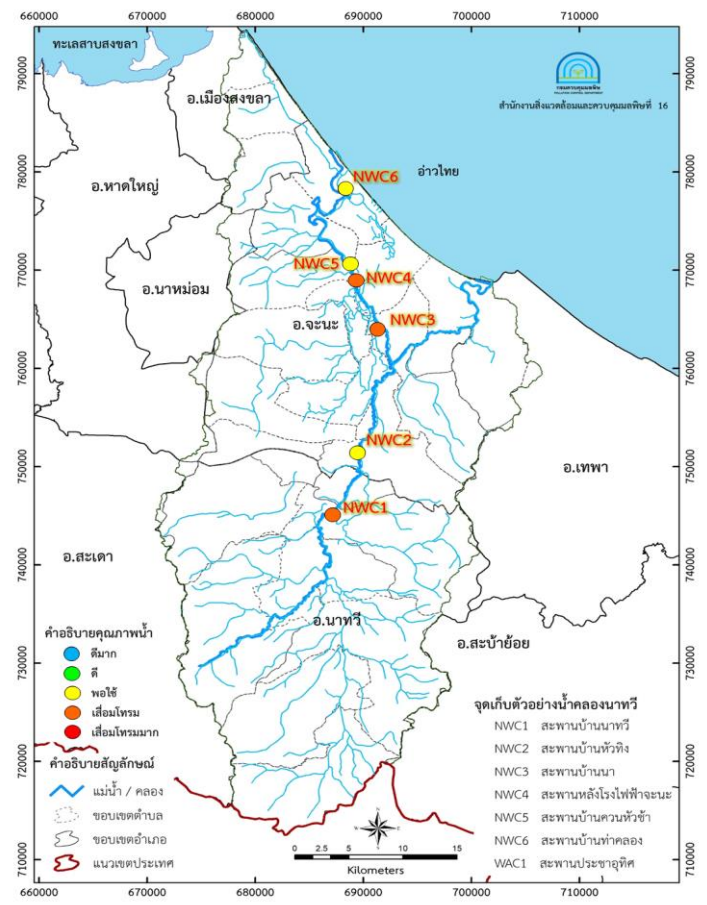 660000 670000 680000 690000 700000 710000
ทะเลสาบสงขลา
อ.เมืองสงขลา
กรมควบคุมมลพิษ
POLLUTION CONTROL DEPARTMENT
สำนักงานสิ่งแวดล้อมและควบคุมมลพิษที่ 16
790000 790000
780000 780000
อ.หาดใหญ่
NWC6
อ่าวไทย
อ.นาหม่อม
NWC5
NWC4
770000 770000
อ.จะนะ
NWC3
760000 760000
NWC2
750000 750000
อ.เทพา
NWC1
740000 740000
อ.สะเดา
อ.นาทวี
อ.สะบ้าย้อย
730000 730000
720000 720000
710000 710000
คำอธิบายคุณภาพน้ำ
ดีมาก
ดี
พอใช้
เสื่อมโทรม
เสื่อมโทรมมาก
คำอธิบายสัญลักษณ์
แม่น้ำ / คลอง
ขอบเขตตำบล
ขอบเขตอำเภอ
แนวเขตประเทศ
จุดเก็บตัวอย่างน้ำคลองนาทวี
NWC1 สะพานบ้านนาทวี
NWC2 สะพานบ้านหัวทิง
NWC3 สะพานบ้านนา
NWC4 สะพานหลังโรงไฟฟ้าจะนะ
NWC5 สะพานบ้านควนหัวช้า
NWC6 สะพานบ้านท่าคลอง
WAC1 สะพานประชาอุทิศ
0 2.5 5 10 15
Kilometers
660000 670000 680000 690000 700000 710000